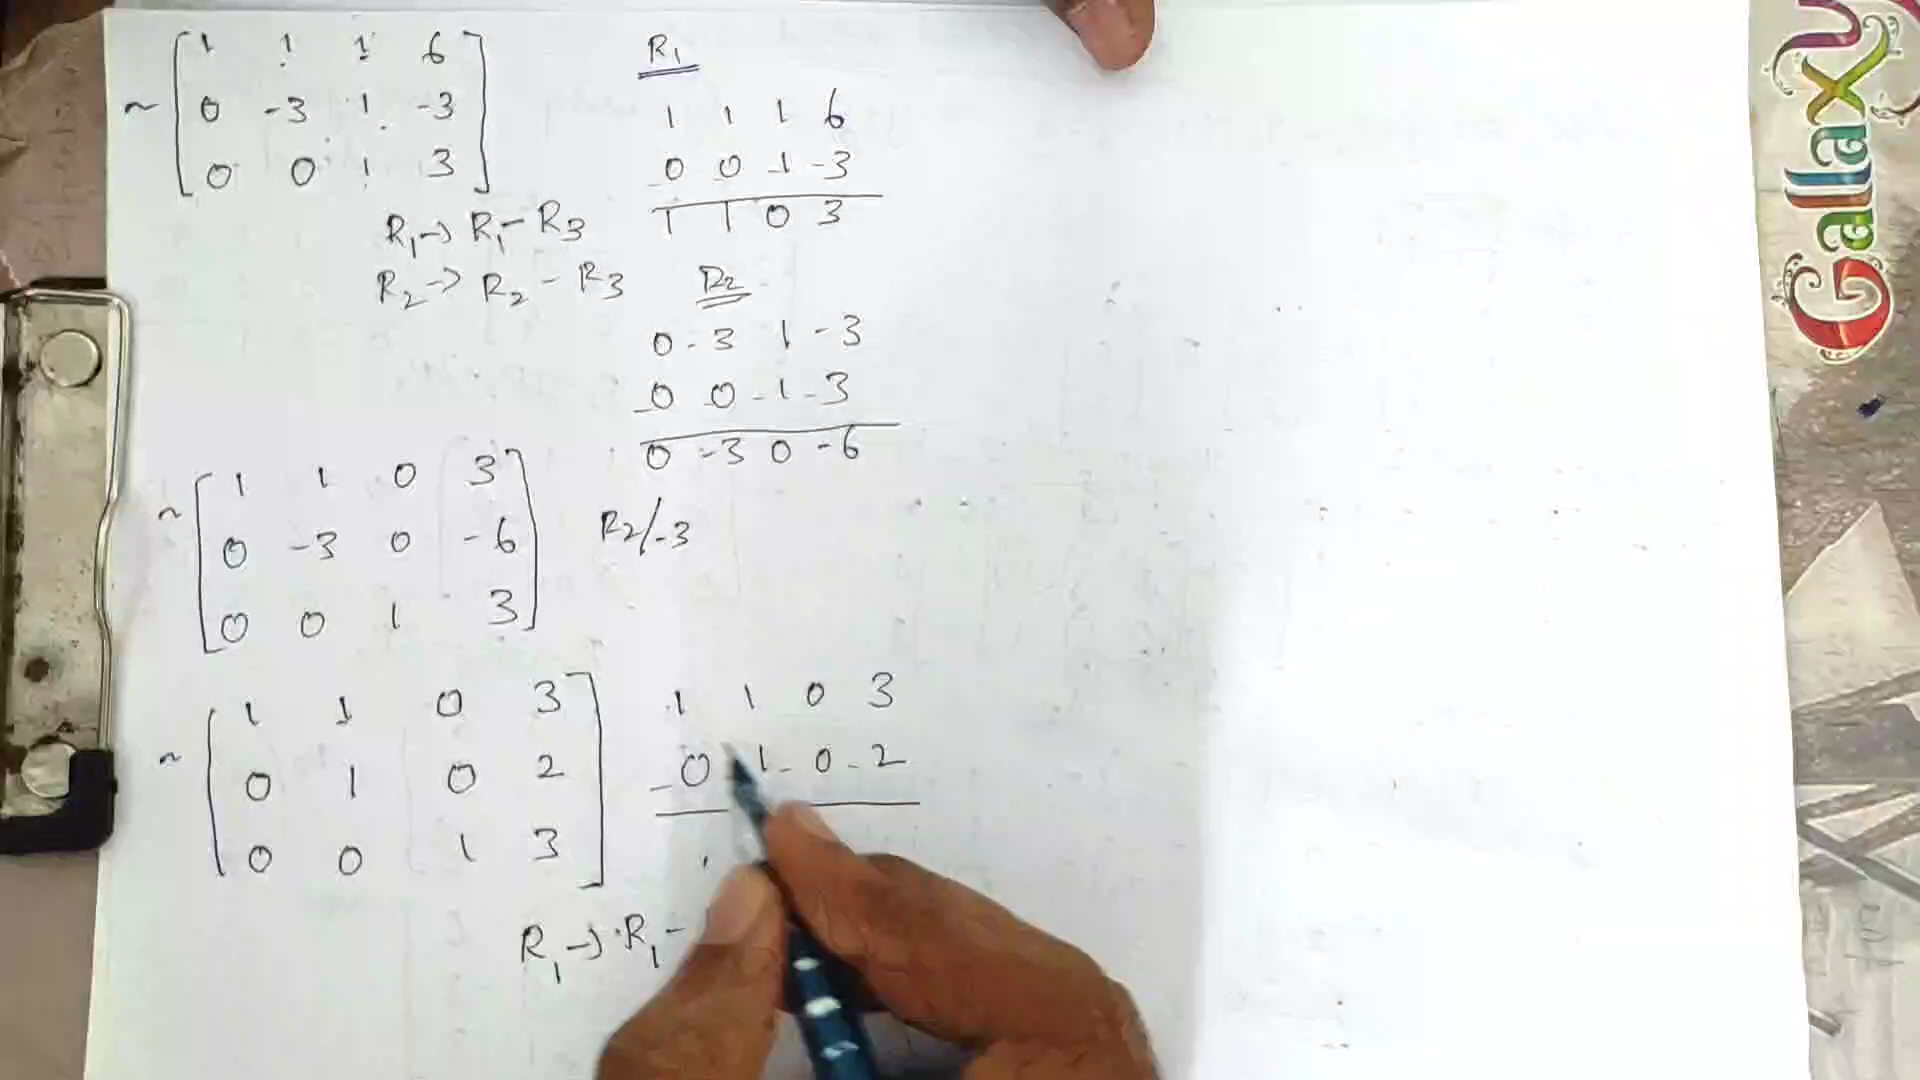 1 1 1 6
~ 0 -3 1 -3
0 0 1 3
R1
1 1 1 6
- 0 0 - 1 - 3
1 1 0 3
R1 → R1 - R3
R2 → R2 - R3
R2
0 - 3 1 - 3
- 0 0 - 1 - 3
0 - 3 0 - 6
1 1 0 3
~ 0 -3 0 -6
0 0 1 3
R2/-3
1 1 0 3
~ 0 1 0 2
0 0 1 3
1 1 0 3
- 0 1 - 0 - 2
R1 → R1 -
Gallaxy